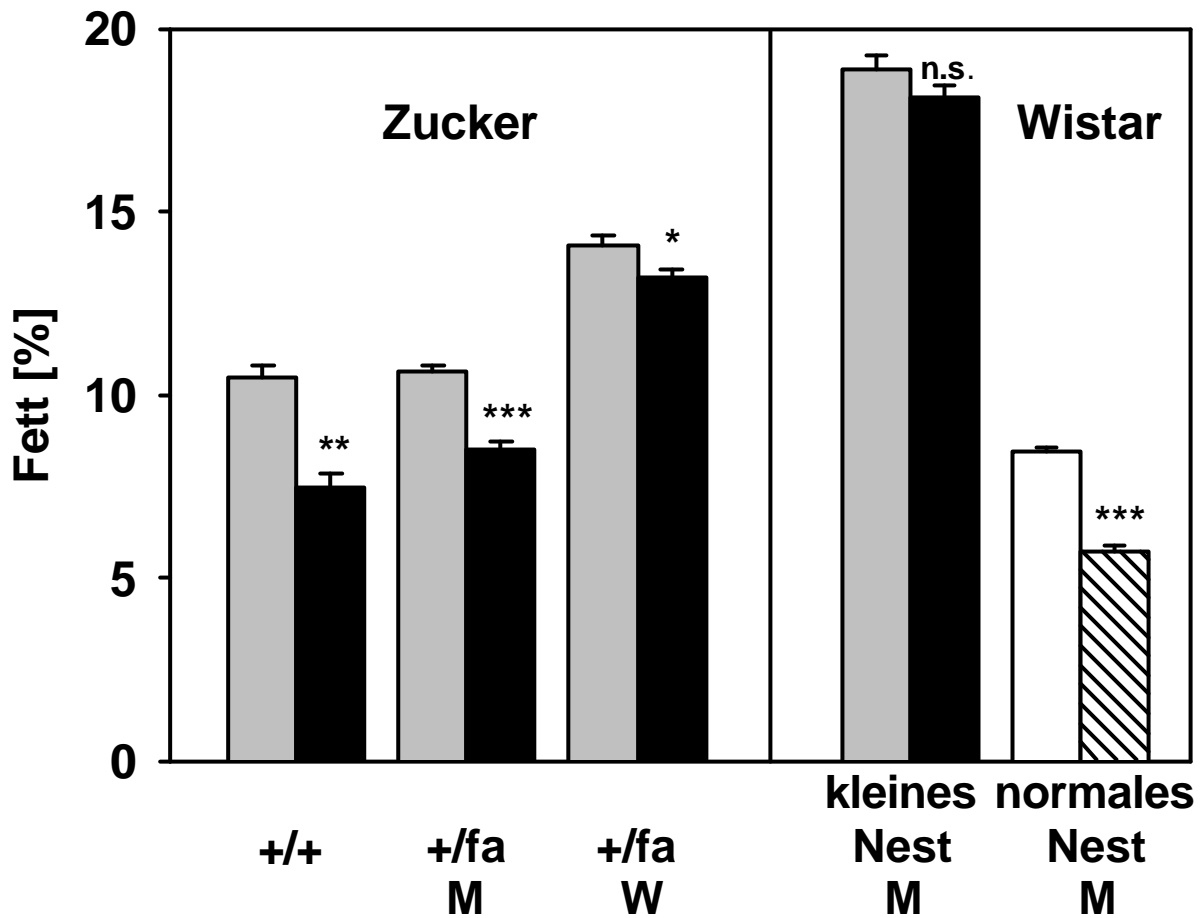 Fett [%]
20
15
10
5
0
Zucker
Wistar
**
***
*
n.s.
***
+/+
+/fa
M
+/fa
W
kleines
Nest
M
normales
Nest
M